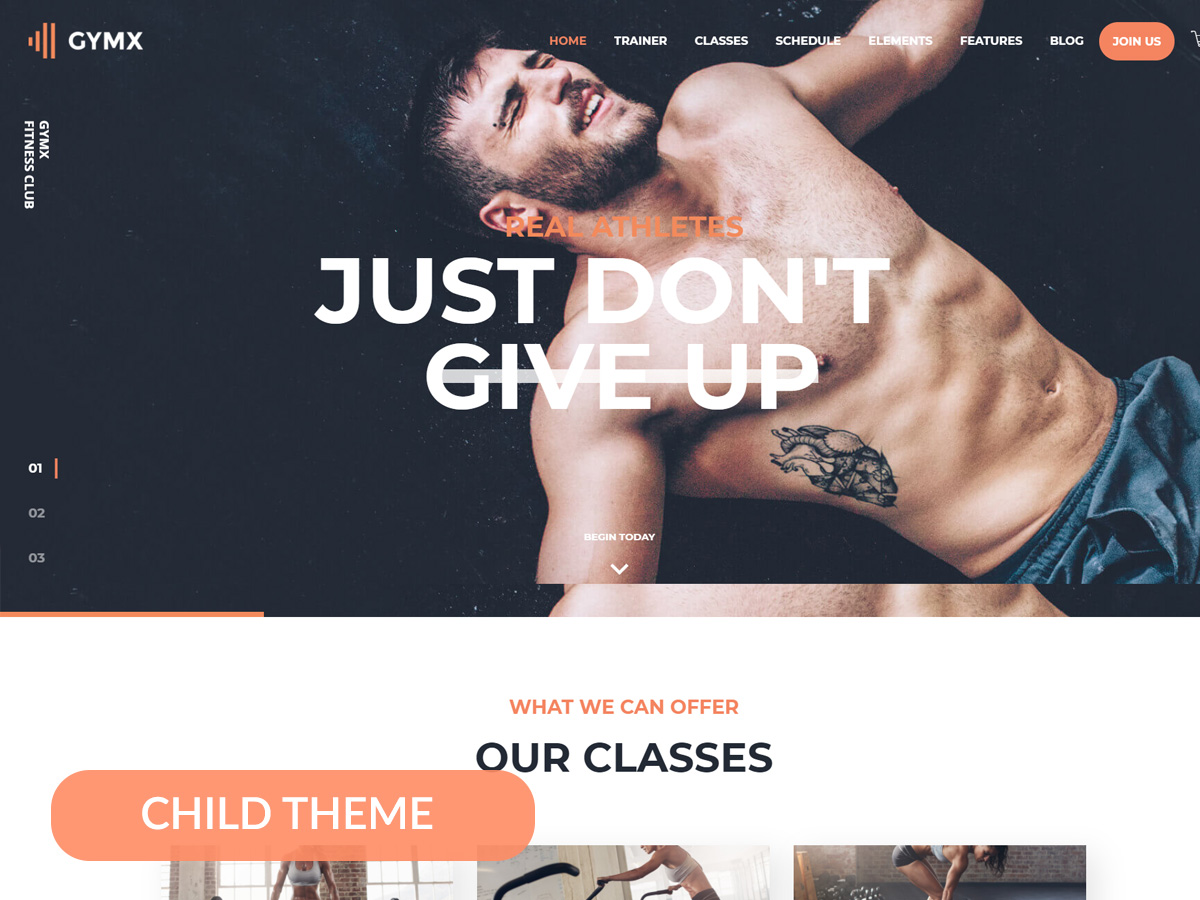 GYMX
HOME TRAINER CLASSES SCHEDULE ELEMENTS FEATURES BLOG JOIN US
GYMX
FITNESS CLUB
REAL ATHLETES
JUST DON'T
GIVE UP
01
02
03
BEGIN TODAY
WHAT WE CAN OFFER
OUR CLASSES
CHILD THEME